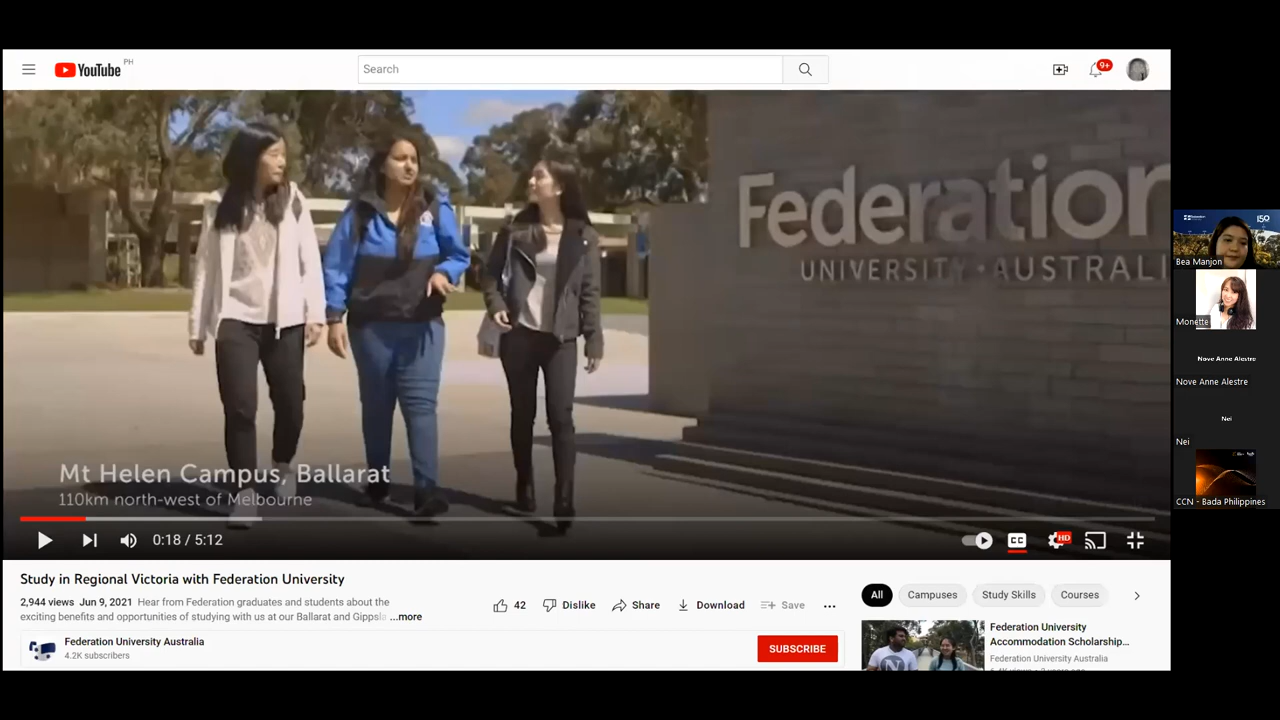 YouTube PH
Search
9+
Federation
UNIVERSITY • AUSTRALI
Mt Helen Campus, Ballarat
110km north-west of Melbourne
0:18 / 5:12
CC
HD
Study in Regional Victoria with Federation University
2,944 views Jun 9, 2021 Hear from Federation graduates and students about the
exciting benefits and opportunities of studying with us at our Ballarat and Gippsla ...more
42
Dislike
Share
Download
Save
Federation University Australia
4.2K subscribers
SUBSCRIBE
All
Campuses
Study Skills
Courses
Federation University
Accommodation Scholarship...
Federation University Australia
150
Bea Manjon
Monette
Nove Anne Alestre
Nove Anne Alestre
Nei
Nei
CCN - Bada Philippines